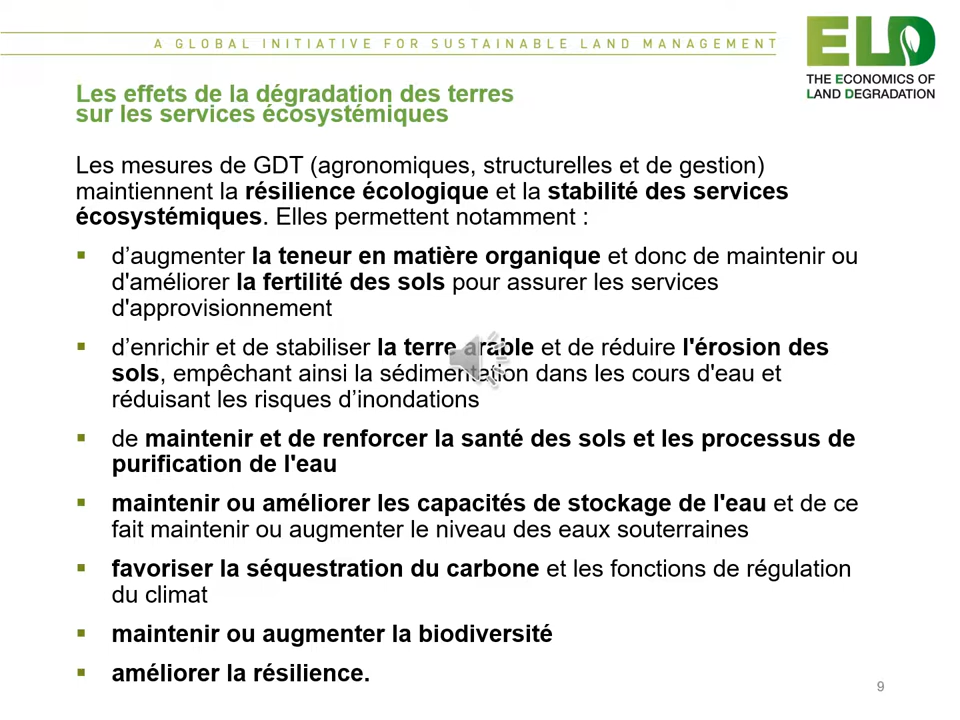 A GLOBAL INITIATIVE FOR SUSTAINABLE LAND MANAGEMENT
ELD
THE ECONOMICS OF
LAND DEGRADATION
Les effets de la dégradation des terres
sur les services écosystémiques
Les mesures de GDT (agronomiques, structurelles et de gestion)
maintiennent la résilience écologique et la stabilité des services
écosystémiques. Elles permettent notamment :
▪ d’augmenter la teneur en matière organique et donc de maintenir ou
d'améliorer la fertilité des sols pour assurer les services
d'approvisionnement
▪ d’enrichir et de stabiliser la terre arable et de réduire l'érosion des
sols, empêchant ainsi la sédimentation dans les cours d'eau et
réduisant les risques d’inondations
▪ de maintenir et de renforcer la santé des sols et les processus de
purification de l'eau
▪ maintenir ou améliorer les capacités de stockage de l'eau et de ce
fait maintenir ou augmenter le niveau des eaux souterraines
▪ favoriser la séquestration du carbone et les fonctions de régulation
du climat
▪ maintenir ou augmenter la biodiversité
▪ améliorer la résilience.
9